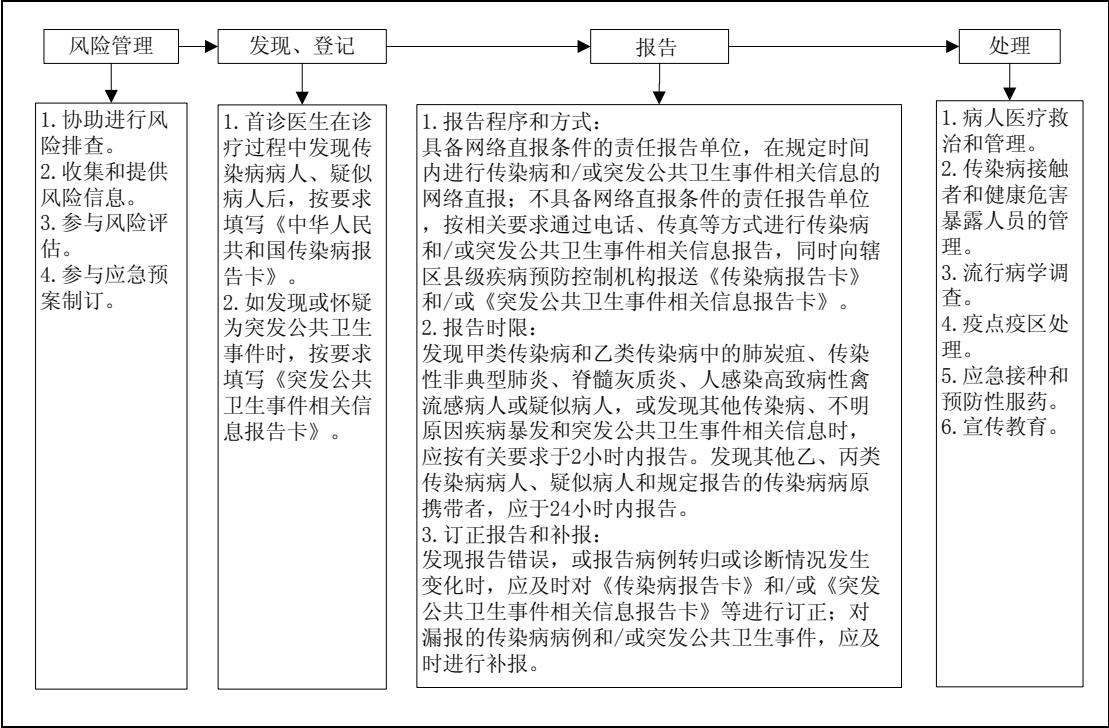 风险管理
发现、登记
报告
处理
1.协助进行风
险排查。
2.收集和提供
风险信息。
3.参与风险评
估。
4.参与应急预
案制订。
1.首诊医生在诊
疗过程中发现传
染病病人、疑似
病人后，按要求
填写《中华人民
共和国传染病报
告卡》。
2.如发现或怀疑
为突发公共卫生
事件时，按要求
填写《突发公共
卫生事件相关信
息报告卡》。
1.报告程序和方式：
具备网络直报条件的责任报告单位，在规定时间
内进行传染病和/或突发公共卫生事件相关信息的
网络直报；不具备网络直报条件的责任报告单位
，按相关要求通过电话、传真等方式进行传染病
和/或突发公共卫生事件相关信息报告，同时向辖
区县级疾病预防控制机构报送《传染病报告卡》
和/或《突发公共卫生事件相关信息报告卡》。
2.报告时限：
发现甲类传染病和乙类传染病中的肺炭疽、传染
性非典型肺炎、脊髓灰质炎、人感染高致病性禽
流感病人或疑似病人，或发现其他传染病、不明
原因疾病暴发和突发公共卫生事件相关信息时，
应按有关要求于2小时内报告。发现其他乙、丙类
传染病病人、疑似病人和规定报告的传染病病原
携带者，应于24小时内报告。
3.订正报告和补报：
发现报告错误，或报告病例转归或诊断情况发生
变化时，应及时对《传染病报告卡》和/或《突发
公共卫生事件相关信息报告卡》等进行订正；对
漏报的传染病病例和/或突发公共卫生事件，应及
时进行补报。
1.病人医疗救
治和管理。
2.传染病接触
者和健康危害
暴露人员的管
理。
3.流行病学调
查。
4.疫点疫区处
理。
5.应急接种和
预防性服药。
6.宣传教育。